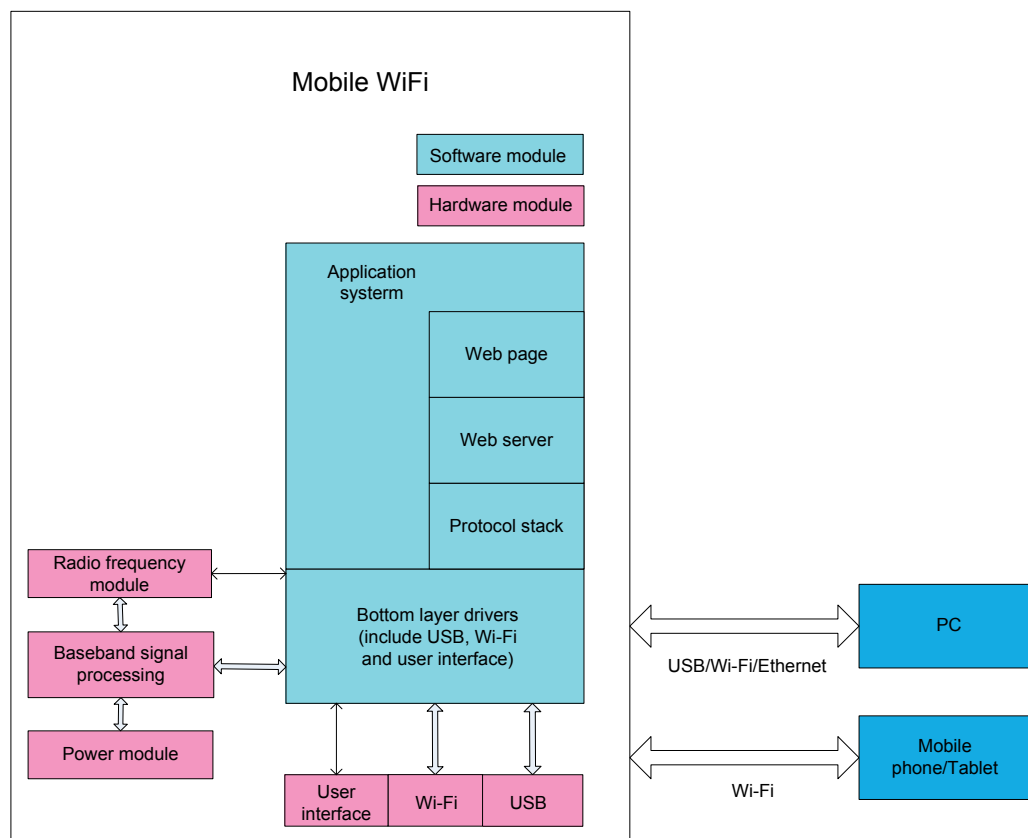 Mobile WiFi
Software module
Hardware module
Application
systerm
Web page
Web server
Protocol stack
Radio frequency
module
Bottom layer drivers
(include USB, Wi-Fi
and user interface)
Baseband signal
processing
Power module
User
interface
Wi-Fi
USB
PC
USB/Wi-Fi/Ethernet
Mobile
phone/Tablet
Wi-Fi